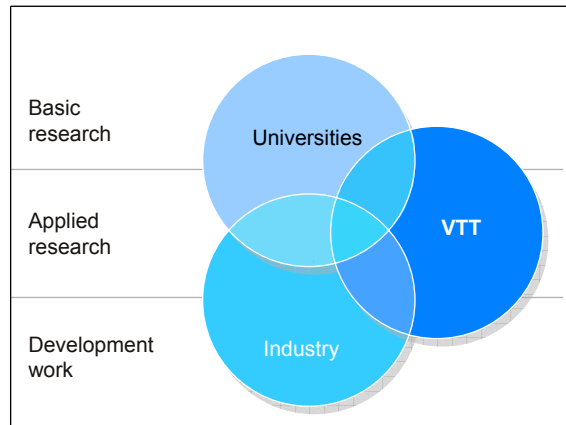 Basic
research
Universities
Applied
research
VTT
Development
work
Industry